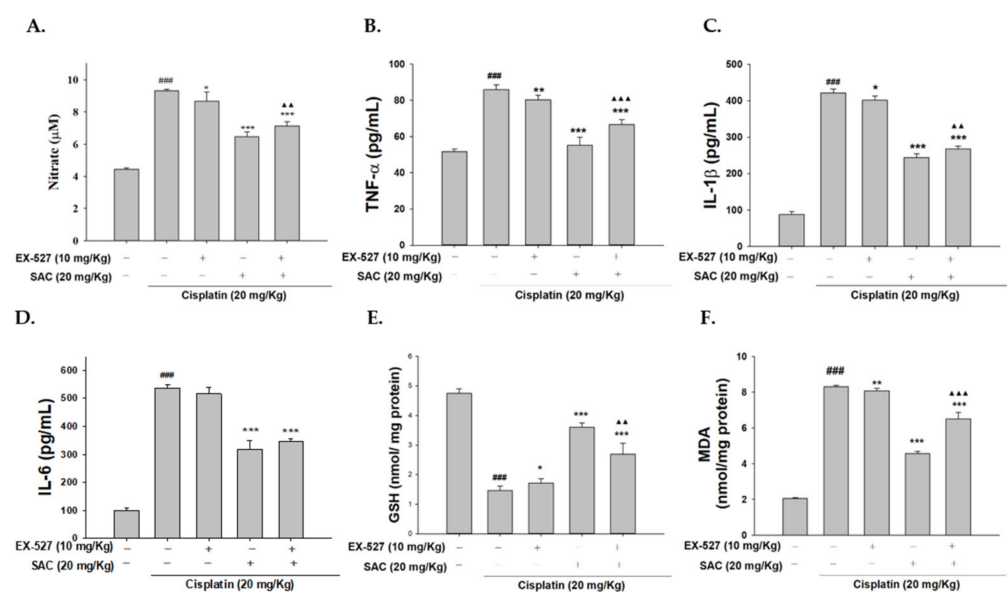 A.
Nitrate (μM)
10
8
6
4
2
0
###
*
***
▲▲
***
EX-527 (10 mg/Kg) − − + − +
SAC (20 mg/Kg) − − − + +
Cisplatin (20 mg/Kg)
B.
TNF-α (pg/mL)
100
80
60
40
20
0
###
**
***
▲▲▲
***
EX-527 (10 mg/Kg) − − + − +
SAC (20 mg/Kg) − − − + +
Cisplatin (20 mg/Kg)
C.
IL-1β (pg/mL)
500
400
300
200
100
0
###
*
***
▲▲
***
EX-527 (10 mg/Kg) − − + − +
SAC (20 mg/Kg) − − − + +
Cisplatin (20 mg/Kg)
D.
IL-6 (pg/mL)
600
500
400
300
200
100
0
###
***
***
EX-527 (10 mg/Kg) − − + − +
SAC (20 mg/Kg) − − − + +
Cisplatin (20 mg/Kg)
E.
GSH (nmol/ mg protein)
6
5
4
3
2
1
0
###
*
***
▲▲
***
EX-527 (10 mg/Kg) − − + − +
SAC (20 mg/Kg) − − − + +
Cisplatin (20 mg/Kg)
F.
MDA
(nmol/mg protein)
10
8
6
4
2
0
###
**
***
▲▲▲
***
EX-527 (10 mg/Kg) − − + − +
SAC (20 mg/Kg) − − − + +
Cisplatin (20 mg/Kg)